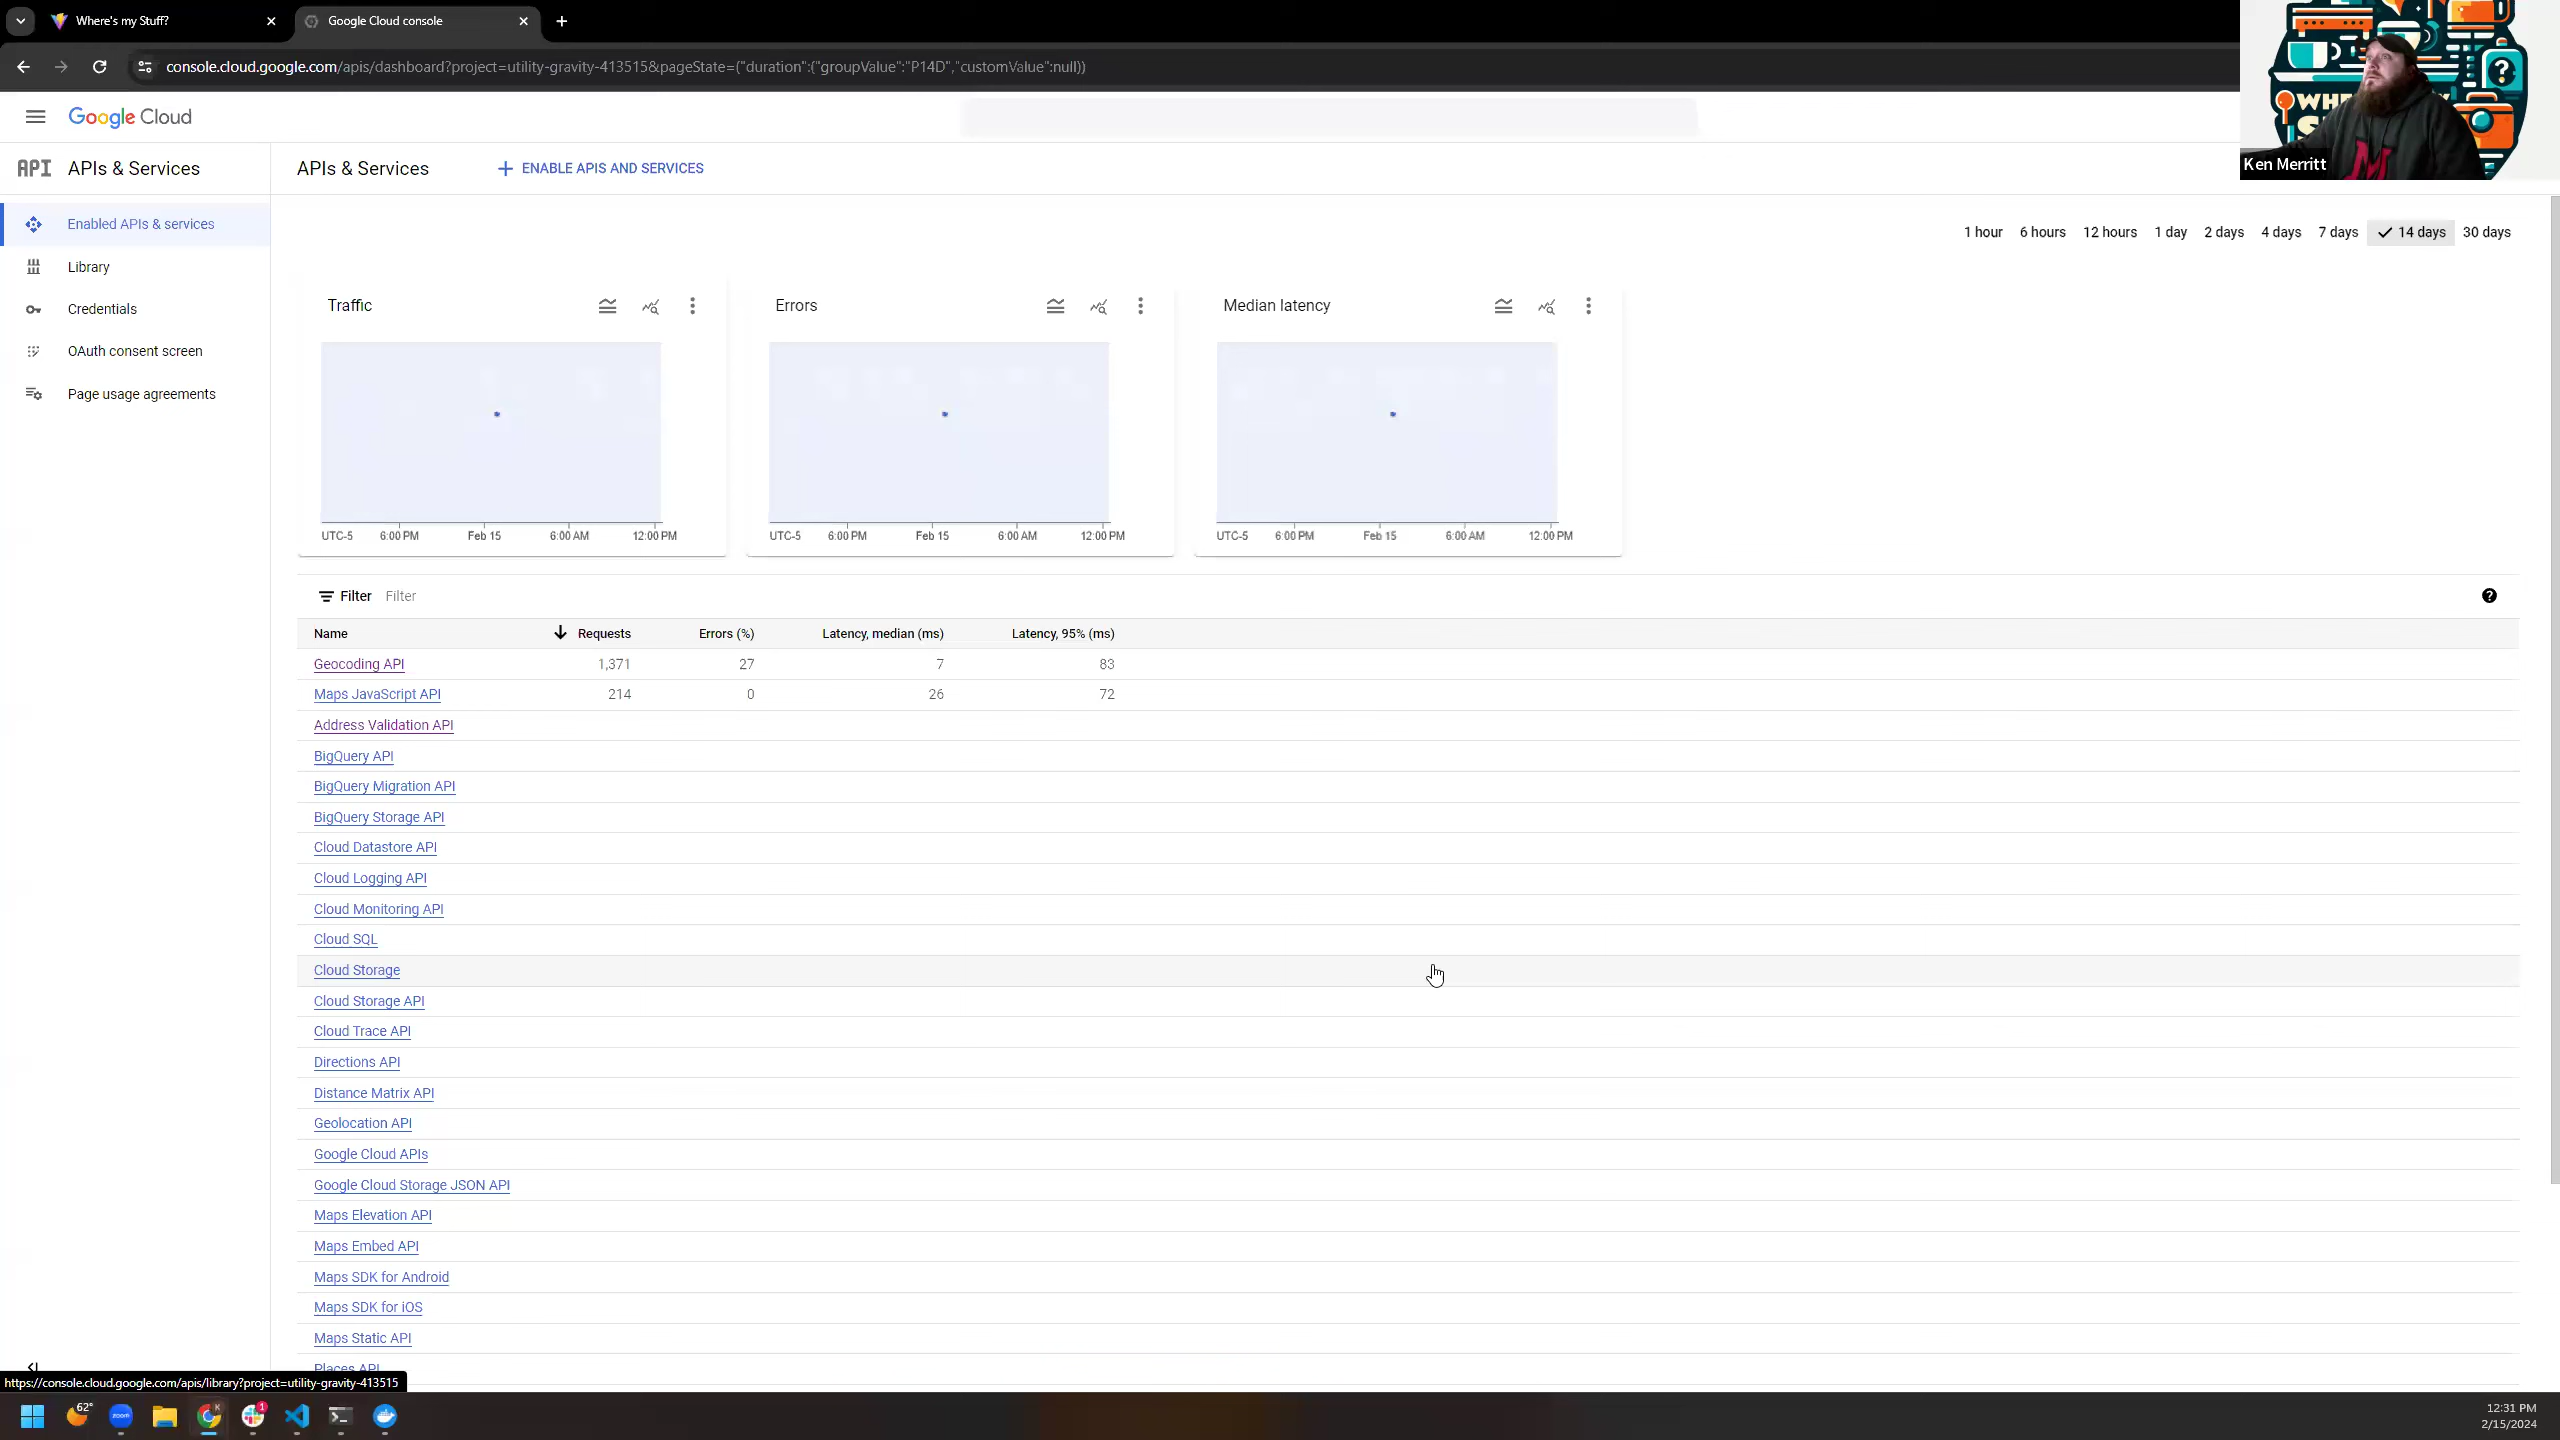 Where's my Stuff?
Google Cloud console
console.cloud.google.com/apis/dashboard?project=utility-gravity-413515&pageState=("duration":("groupValue":"P14D","customValue":null))
Google Cloud
Ken Merritt
API APIs & Services
APIs & Services
ENABLE APIS AND SERVICES
Enabled APIs & services
Library
Credentials
OAuth consent screen
Page usage agreements
1 hour 6 hours 12 hours 1 day 2 days 4 days 7 days 14 days 30 days
Traffic
UTC-5 6:00 PM Feb 15 6:00 AM 12:00 PM
Errors
UTC-5 6:00 PM Feb 15 6:00 AM 12:00 PM
Median latency
UTC-5 6:00 PM Feb 15 6:00 AM 12:00 PM
Filter Filter
Name Requests Errors (%) Latency, median (ms) Latency, 95% (ms)
Geocoding API 1,371 27 7 83
Maps JavaScript API 214 0 26 72
Address Validation API
BigQuery API
BigQuery Migration API
BigQuery Storage API
Cloud Datastore API
Cloud Logging API
Cloud Monitoring API
Cloud SQL
Cloud Storage
Cloud Storage API
Cloud Trace API
Directions API
Distance Matrix API
Geolocation API
Google Cloud APIs
Google Cloud Storage JSON API
Maps Elevation API
Maps Embed API
Maps SDK for Android
Maps SDK for iOS
Maps Static API
Places API
https://console.cloud.google.com/apis/library?project=utility-gravity-413515
62°
zoom
1
12:31 PM
2/15/2024